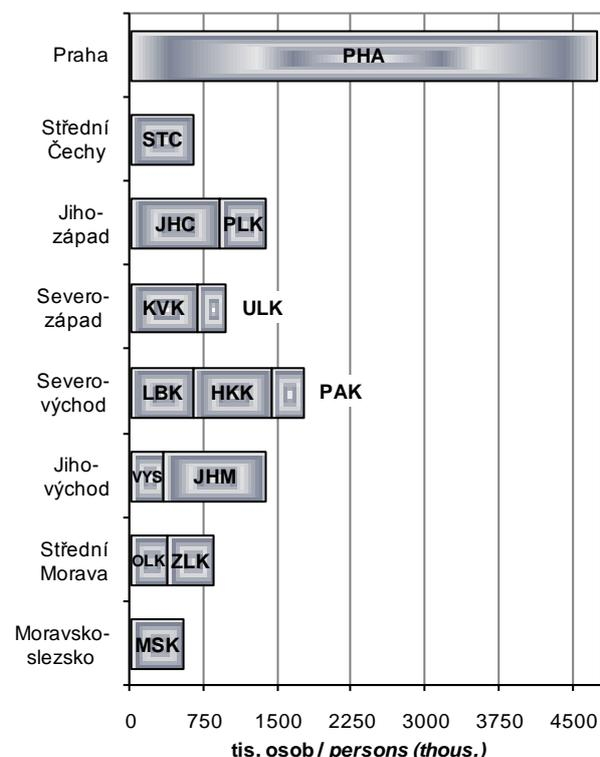 Praha
PHA
Střední
Čechy
STC
Jiho-
západ
JHC PLK
Severo-
západ
KVK ULK
Severo-
východ
LBK HKK PAK
Jiho-
východ
VYS JHM
Střední
Morava
OLK ZLK
Moravsko-
slezsko
MSK
0 750 1500 2250 3000 3750 4500
tis. osob / persons (thous.)